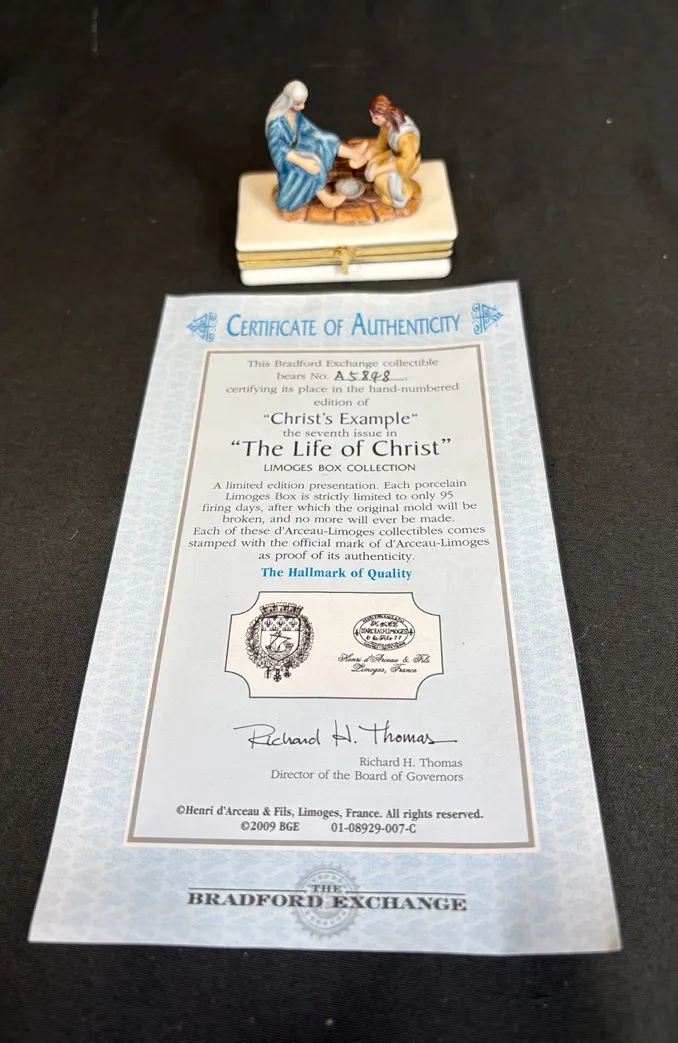 CERTIFICATE OF AUTHENTICITY
This Bradford Exchange collectible
bears No. A5898,
certifying its place in the hand-numbered
edition of
"Christ's Example"
the seventh issue in
"The Life of Christ"
LIMOGES BOX COLLECTION
A limited edition presentation. Each porcelain
Limoges Box is strictly limited to only 95
firing days, after which the original mold will be
broken, and no more will ever be made.
Each of these d'Arceau-Limoges collectibles comes
stamped with the official mark of d'Arceau-Limoges
as proof of its authenticity.
The Hallmark of Quality
D'ARCEAU-LIMOGES
Henri d'Arceau & Fils
Limoges, France
Richard H. Thomas
Richard H. Thomas
Director of the Board of Governors
©Henri d'Arceau & Fils, Limoges, France. All rights reserved.
©2009 BGE 01-08929-007-C
THE
BRADFORD EXCHANGE